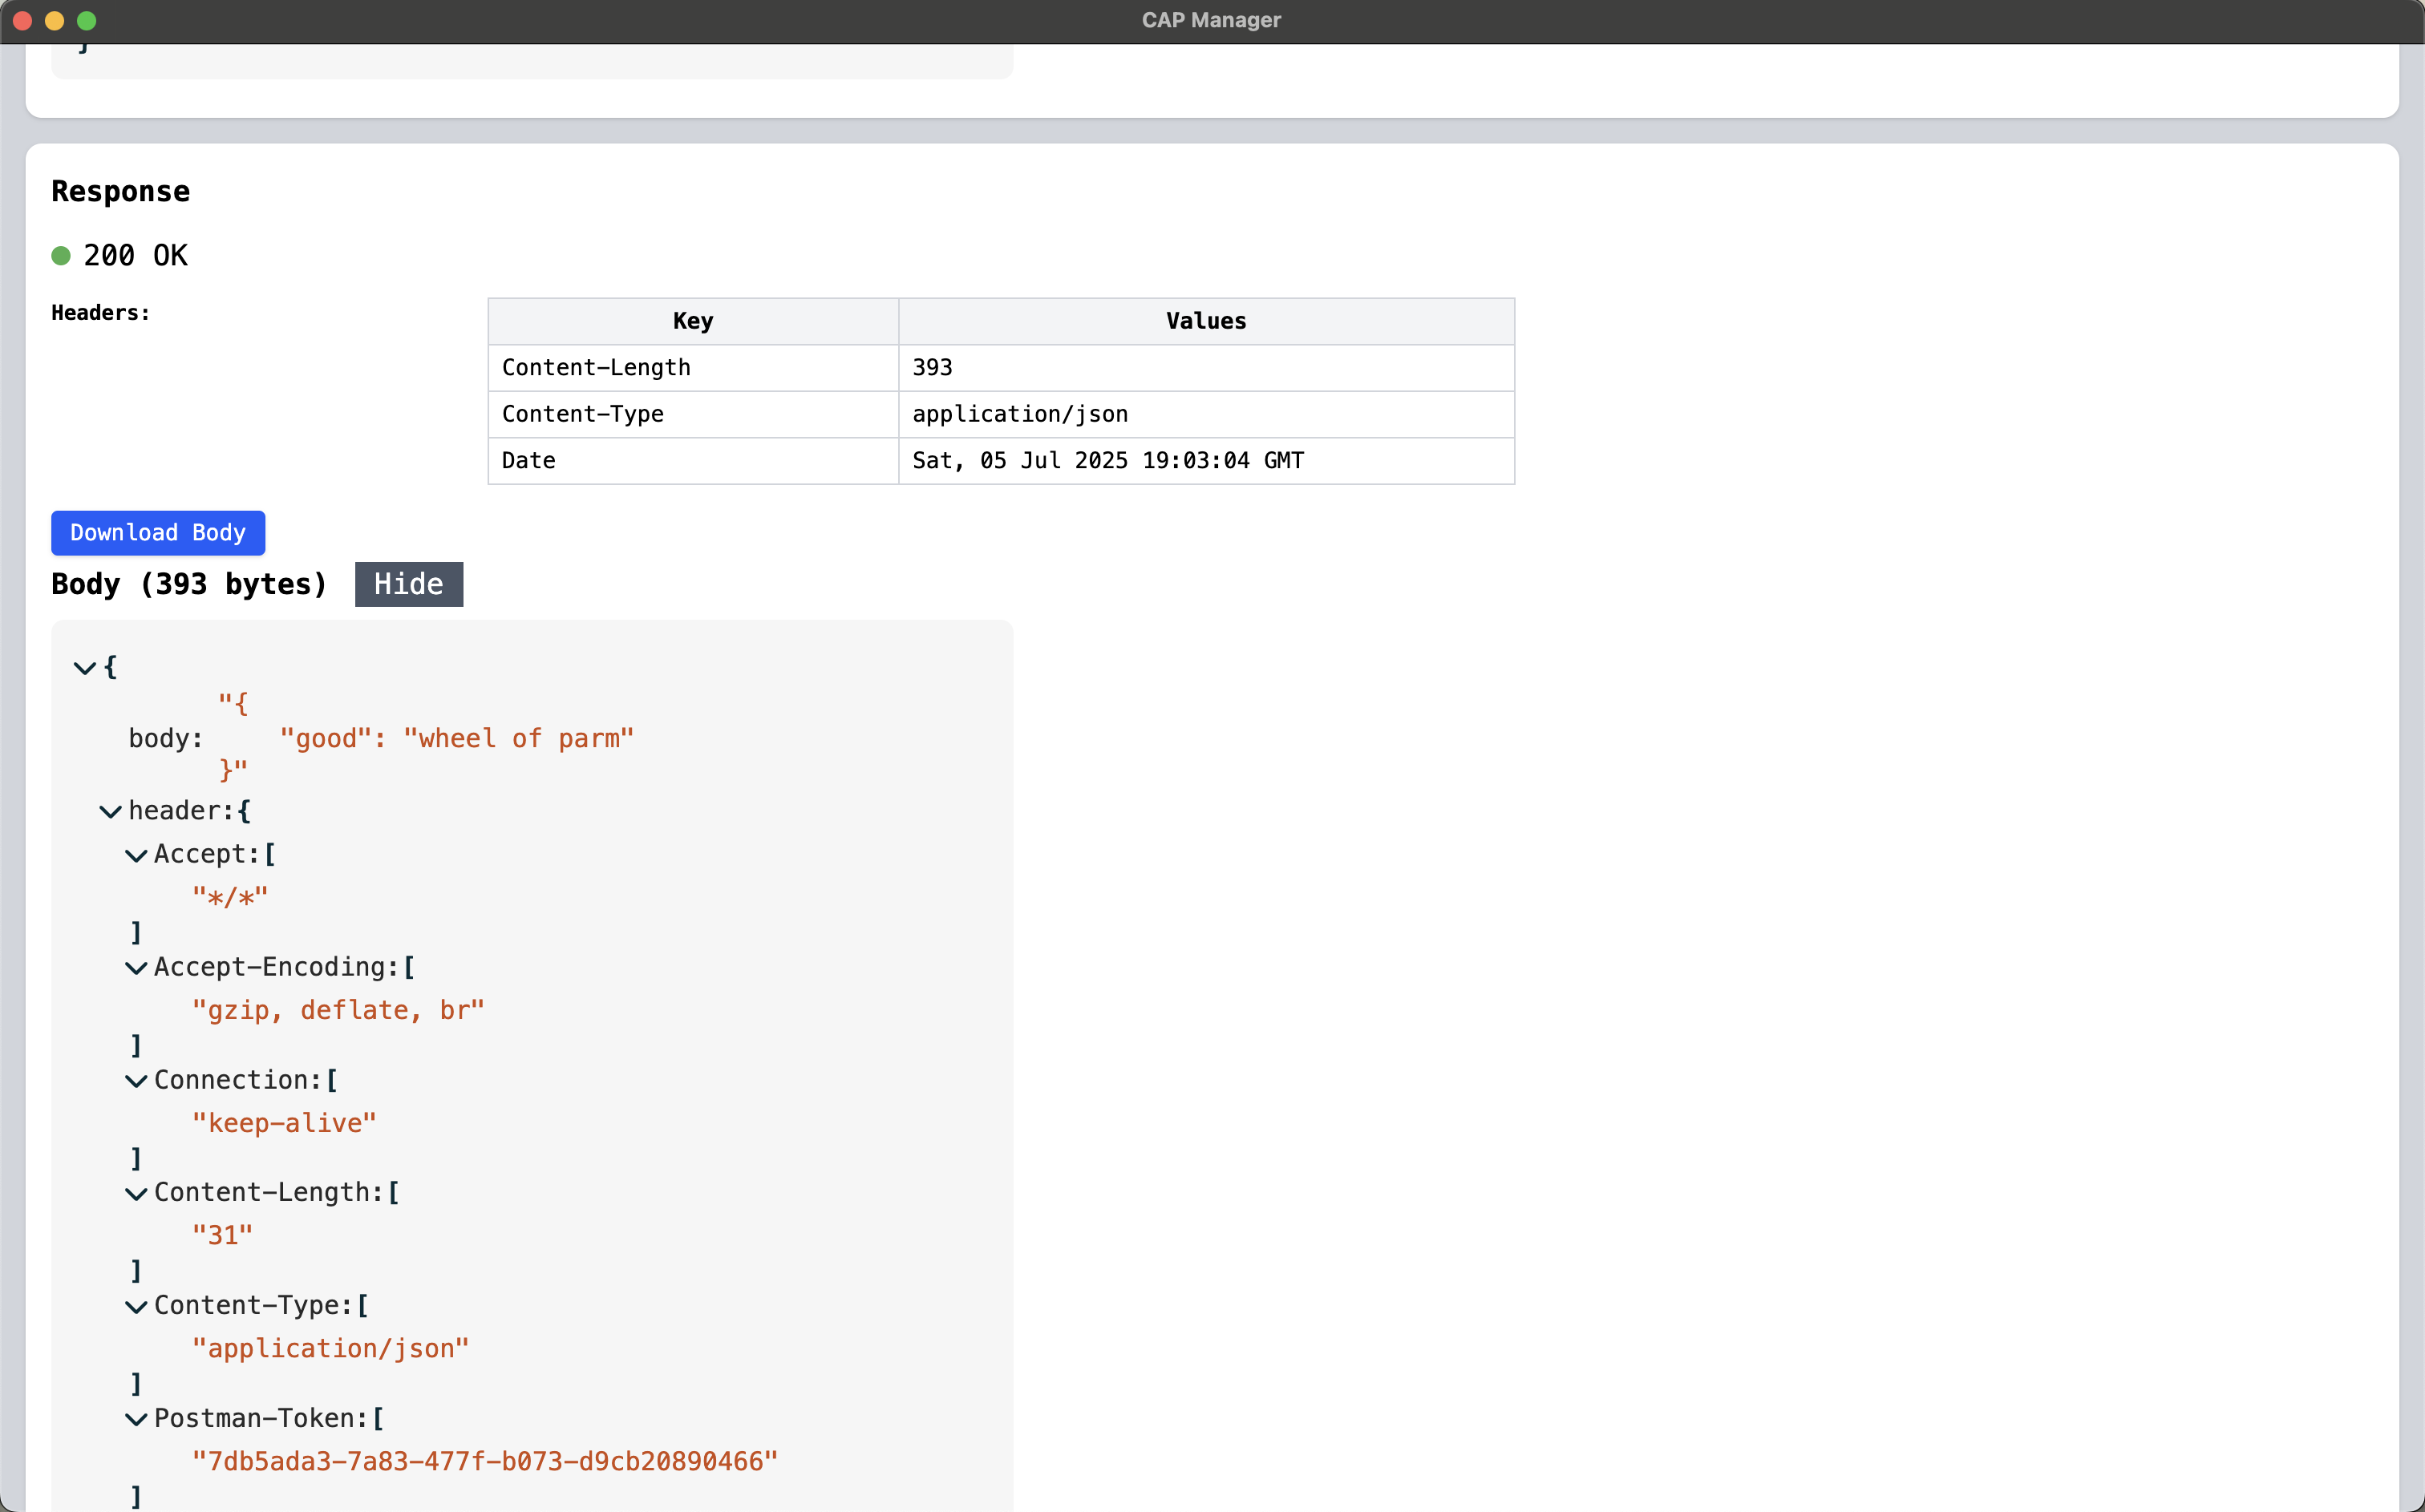 CAP Manager
}
Response
200 OK
Headers:
Key Values
Content-Length 393
Content-Type application/json
Date Sat, 05 Jul 2025 19:03:04 GMT
Download Body
Body (393 bytes) Hide
{
"{
body: "good": "wheel of parm"
}"
header:{
Accept:[
"*/*"
]
Accept-Encoding:[
"gzip, deflate, br"
]
Connection:[
"keep-alive"
]
Content-Length:[
"31"
]
Content-Type:[
"application/json"
]
Postman-Token:[
"7db5ada3-7a83-477f-b073-d9cb20890466"
]